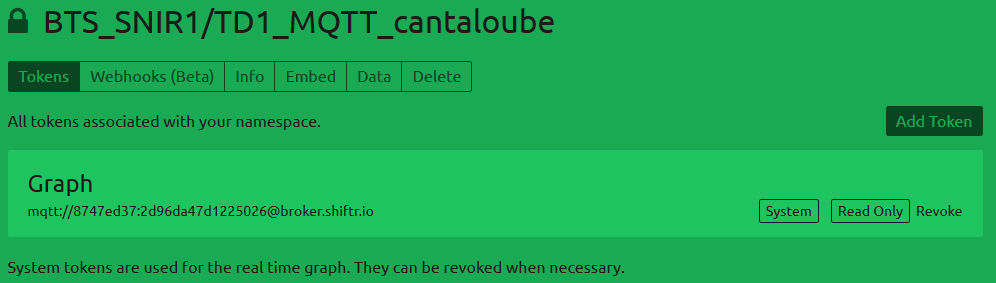 BTS_SNIR1/TD1_MQTT_cantaloube
Tokens Webhooks (Beta) Info Embed Data Delete
All tokens associated with your namespace. Add Token
Graph
mqtt://8747ed37:2d96da47d1225026@broker.shiftr.io System Read Only Revoke
System tokens are used for the real time graph. They can be revoked when necessary.